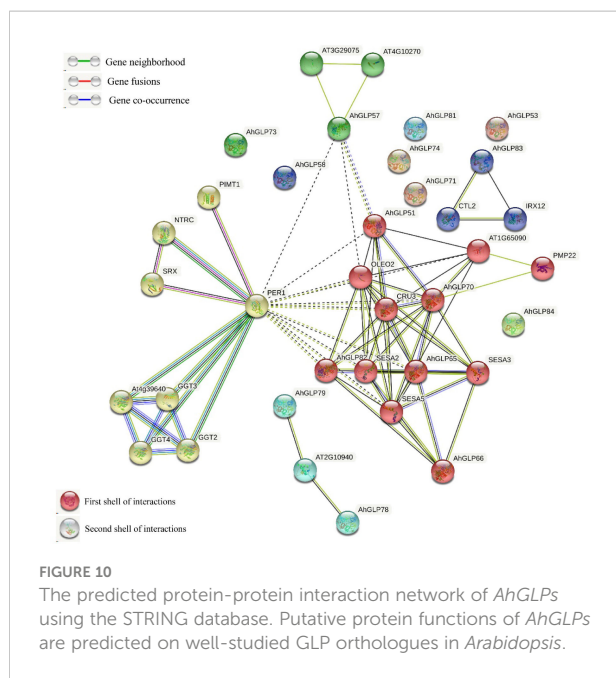 AT3G29075
AT4G10270
Gene neighborhood
Gene fusions
Gene co-occurrence
AhGLP57
AhGLP81
AhGLP53
AhGLP73
AhGLP74
AhGLP83
AhGLP58
AhGLP71
PIMT1
CTL2
IRX12
NTRC
AhGLP51
AT1G65090
SRX
OLEO2
PMP22
PER1
CRU3
AhGLP70
AhGLP84
AhGLP82
SESA2
AhGLP55
SESA3
At4g39640
GGT3
AhGLP79
SESA5
GGT4
GGT2
AT2G10940
AhGLP66
First shell of interactions
AhGLP78
Second shell of interactions
FIGURE 10
The predicted protein-protein interaction network of AhGLPs
using the STRING database. Putative protein functions of AhGLPs
are predicted on well-studied GLP orthologues in Arabidopsis.